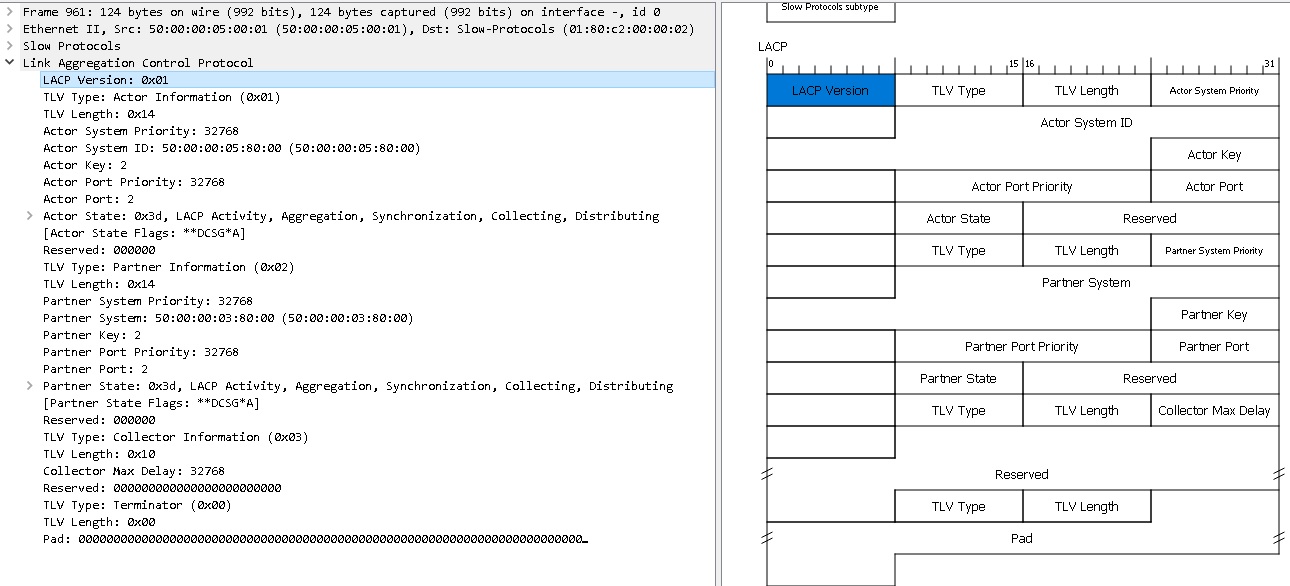 Frame 961: 124 bytes on wire (992 bits), 124 bytes captured (992 bits) on interface -, id 0
Ethernet II, Src: 50:00:00:05:00:01 (50:00:00:05:00:01), Dst: Slow-Protocols (01:80:c2:00:00:02)
Slow Protocols
Link Aggregation Control Protocol
LACP Version: 0x01
TLV Type: Actor Information (0x01)
TLV Length: 0x14
Actor System Priority: 32768
Actor System ID: 50:00:00:05:80:00 (50:00:00:05:80:00)
Actor Key: 2
Actor Port Priority: 32768
Actor Port: 2
Actor State: 0x3d, LACP Activity, Aggregation, Synchronization, Collecting, Distributing
[Actor State Flags: **DCSG*A]
Reserved: 000000
TLV Type: Partner Information (0x02)
TLV Length: 0x14
Partner System Priority: 32768
Partner System: 50:00:00:03:80:00 (50:00:00:03:80:00)
Partner Key: 2
Partner Port Priority: 32768
Partner Port: 2
Partner State: 0x3d, LACP Activity, Aggregation, Synchronization, Collecting, Distributing
[Partner State Flags: **DCSG*A]
Reserved: 000000
TLV Type: Collector Information (0x03)
TLV Length: 0x10
Collector Max Delay: 32768
Reserved: 000000000000000000000000
TLV Type: Terminator (0x00)
TLV Length: 0x00
Pad: 000000000000000000000000000000000000000000000000000000000000000000000000…
Slow Protocols subtype
LACP
0 15 16 31
LACP Version TLV Type TLV Length Actor System Priority
Actor System ID
Actor Key
Actor Port Priority Actor Port
Actor State Reserved
TLV Type TLV Length Partner System Priority
Partner System
Partner Key
Partner Port Priority Partner Port
Partner State Reserved
TLV Type TLV Length Collector Max Delay
Reserved
TLV Type TLV Length
Pad